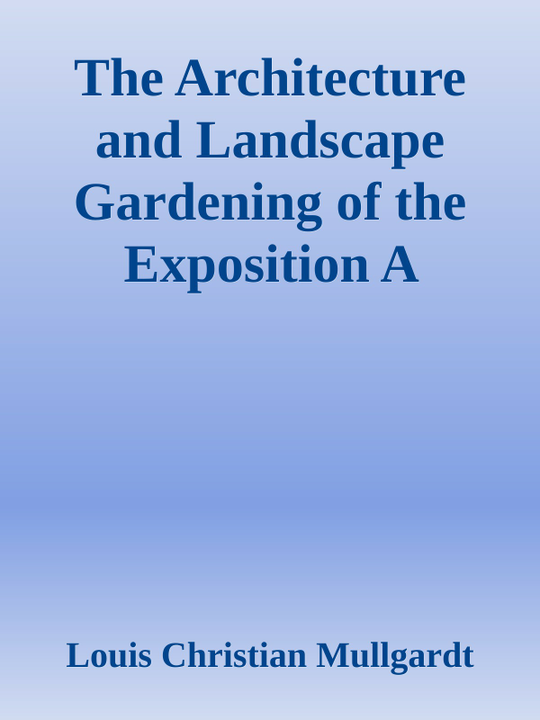 The Architecture
and Landscape
Gardening of the
Exposition A
Louis Christian Mullgardt